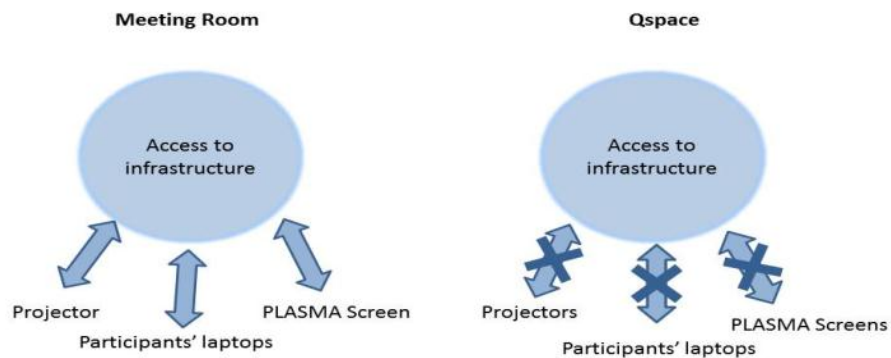 Meeting Room
Qspace
Access to
infrastructure
Access to
infrastructure
Projector
PLASMA Screen
Participants’ laptops
Projectors
PLASMA Screens
Participants’ laptops